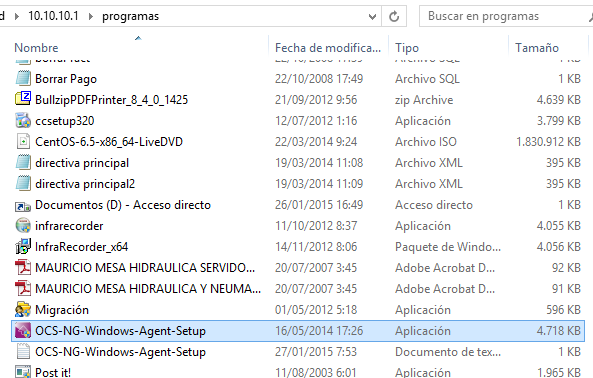 d ▸ 10.10.10.1 ▸ programas Buscar en programas
Nombre Fecha de modifica... Tipo Tamaño
Borrar Pago 22/10/2008 17:49 Archivo SQL 1 KB
BullzipPDFPrinter_8_4_0_1425 21/09/2012 9:56 zip Archive 4.639 KB
ccsetup320 12/07/2012 1:16 Aplicación 3.799 KB
CentOS-6.5-x86_64-LiveDVD 22/03/2014 9:24 Archivo ISO 1.830.912 KB
directiva principal 19/03/2014 11:08 Archivo XML 395 KB
directiva principal2 19/03/2014 11:09 Archivo XML 395 KB
Documentos (D) - Acceso directo 26/01/2015 16:49 Acceso directo 1 KB
infrarecorder 11/10/2012 8:37 Aplicación 4.055 KB
InfraRecorder_x64 14/11/2012 8:06 Paquete de Windo... 4.056 KB
MAURICIO MESA HIDRAULICA SERVIDO... 20/07/2007 3:45 Adobe Acrobat D... 92 KB
MAURICIO MESA HIDRAULICA Y NEUMA... 20/07/2007 3:45 Adobe Acrobat D... 91 KB
Migración 01/05/2012 5:18 Aplicación 596 KB
OCS-NG-Windows-Agent-Setup 16/05/2014 17:26 Aplicación 4.718 KB
OCS-NG-Windows-Agent-Setup 27/01/2015 7:53 Documento de tex... 1 KB
Post it! 11/08/2003 6:01 Aplicación 1.965 KB